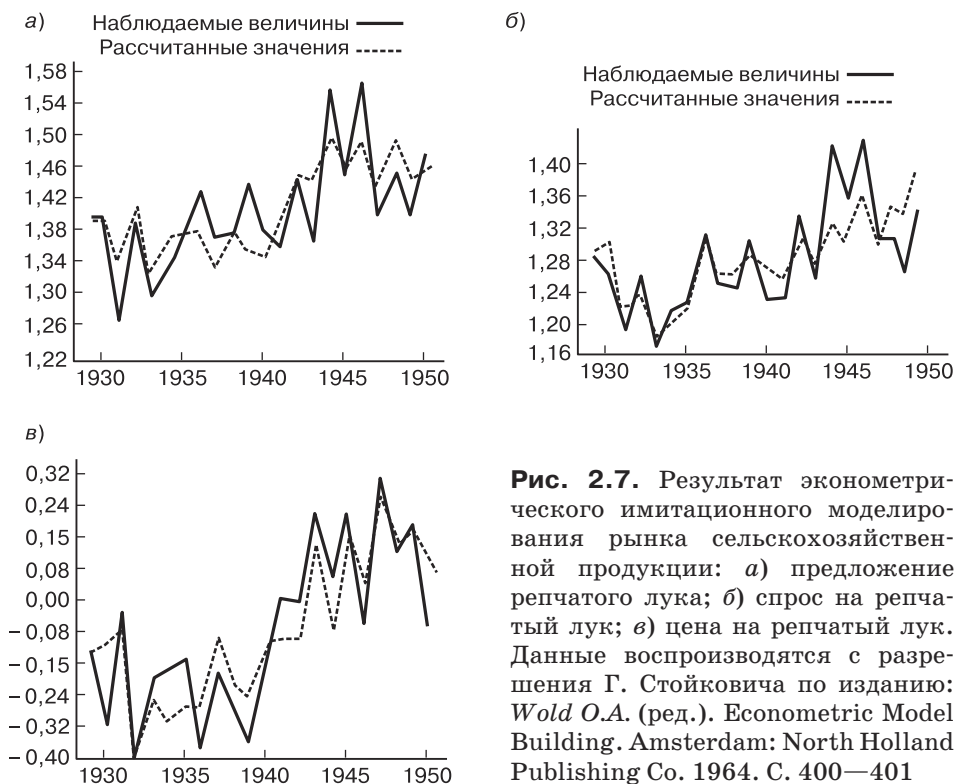 а)
Наблюдаемые величины
Рассчитанные значения
1,58
1,54
1,50
1,46
1,42
1,38
1,34
1,30
1,26
1,22
1930 1935 1940 1945 1950
б)
Наблюдаемые величины
Рассчитанные значения
1,40
1,36
1,32
1,28
1,24
1,20
1,16
1930 1935 1940 1945 1950
в)
0,32
0,24
0,15
0,08
0,00
–0,08
–0,15
–0,24
–0,32
–0,40
1930 1935 1940 1945 1950
Рис. 2.7. Результат эконометри-
ческого имитационного моделиро-
вания рынка сельскохозяйствен-
ной продукции: а) предложение
репчатого лука; б) спрос на репча-
тый лук; в) цена на репчатый лук.
Данные воспроизводятся с разре-
шения Г. Стойковича по изданию:
Wold O.A. (ред.). Econometric Model
Building. Amsterdam: North Holland
Publishing Co. 1964. С. 400—401